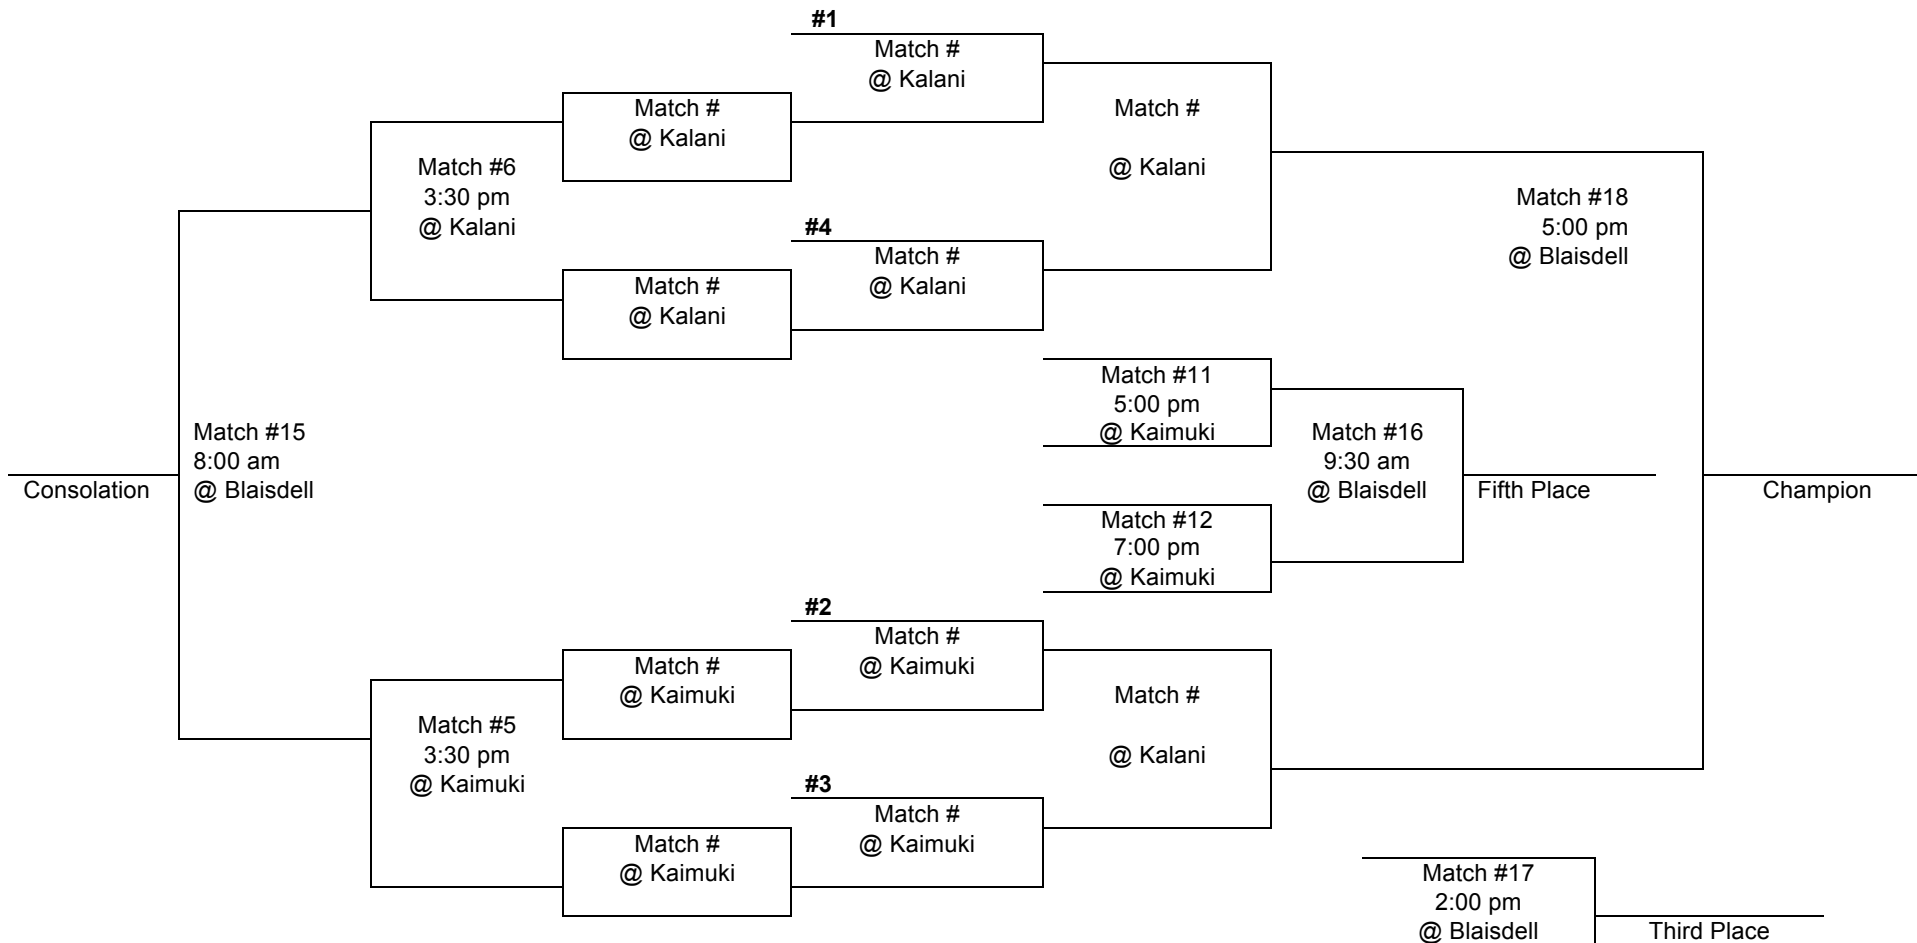 #1
Match #
@ Kalani
Match #
@ Kalani
Match #
@ Kalani
Match #6
3:30 pm
@ Kalani
Match #18
5:00 pm
@ Blaisdell
#4
Match #
@ Kalani
Match #
@ Kalani
Match #11
5:00 pm
@ Kaimuki
Match #15
8:00 am
@ Blaisdell
Match #16
9:30 am
@ Blaisdell
Consolation
Fifth Place
Champion
Match #12
7:00 pm
@ Kaimuki
#2
Match #
@ Kaimuki
Match #
@ Kaimuki
Match #
@ Kalani
Match #5
3:30 pm
@ Kaimuki
#3
Match #
@ Kaimuki
Match #
@ Kaimuki
Match #17
2:00 pm
@ Blaisdell
Third Place